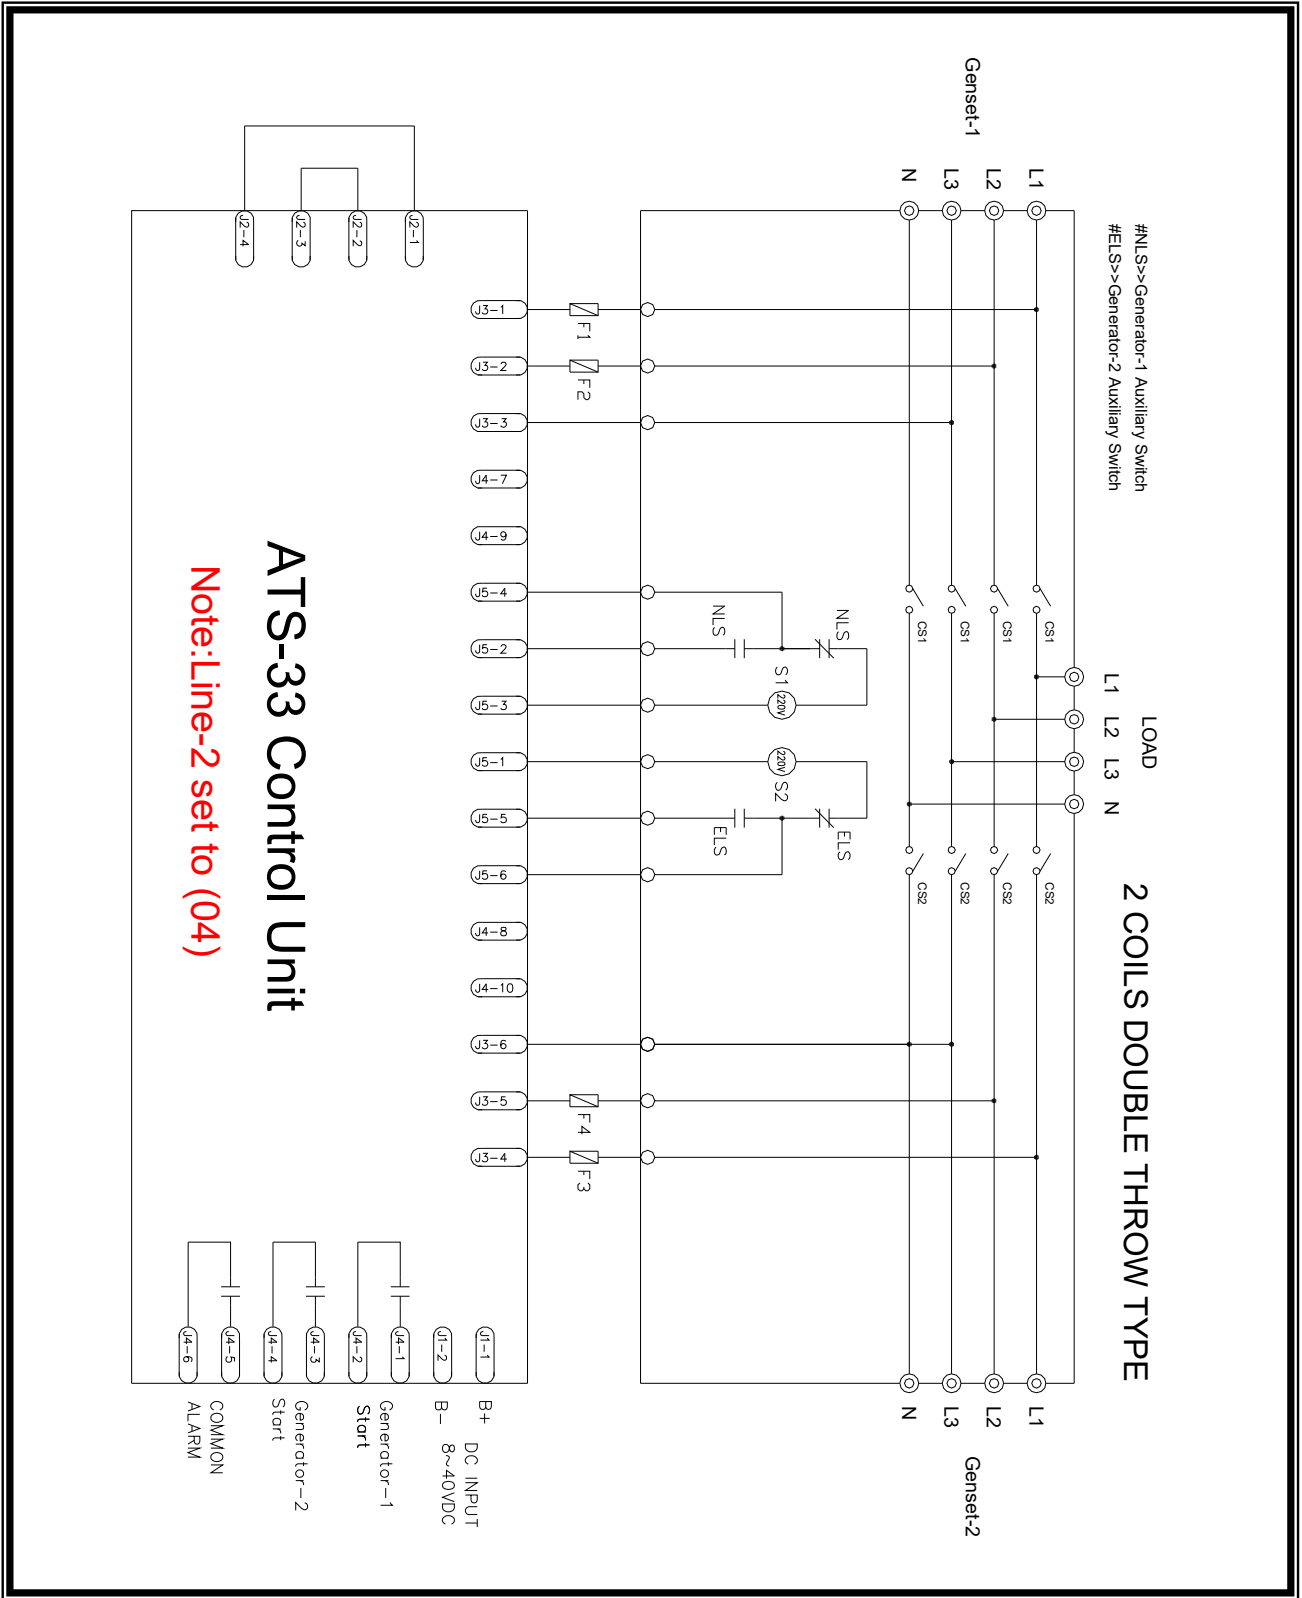 2 COILS DOUBLE THROW TYPE
LOAD
#NLS>>Generator-1 Auxiliary Switch
#ELS>>Generator-2 Auxiliary Switch
L1 L2 L3 N
Genset-1
L1
L2
L3
N
CS1
CS1
CS1
CS1
CS2
CS2
CS2
CS2
L1
L2
L3
N
Genset-2
NLS
ELS
S1
220V
220V
S2
NLS
ELS
F1
F2
F4
F3
J3-1
J3-2
J3-3
J4-7
J4-9
J5-4
J5-2
J5-3
J5-1
J5-5
J5-6
J4-8
J4-10
J3-6
J3-5
J3-4
J2-1
J2-2
J2-3
J2-4
ATS-33 Control Unit
Note:Line-2 set to (04)
J1-1
B+
DC INPUT
8~40VDC
J1-2
B-
J4-1
Generator-1
J4-2
Start
J4-3
Generator-2
J4-4
Start
J4-5
COMMON
J4-6
ALARM